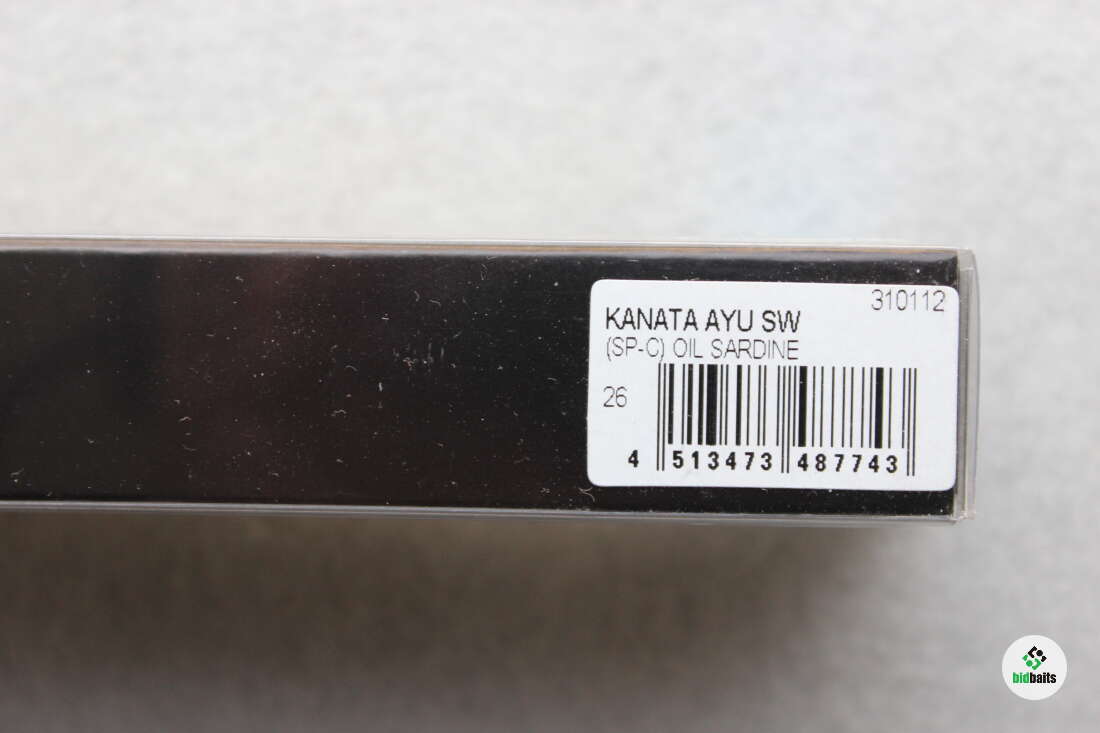 310112
KANATA AYU SW
(SP-C) OIL SARDINE
26
4 513473 487743
bidbaits